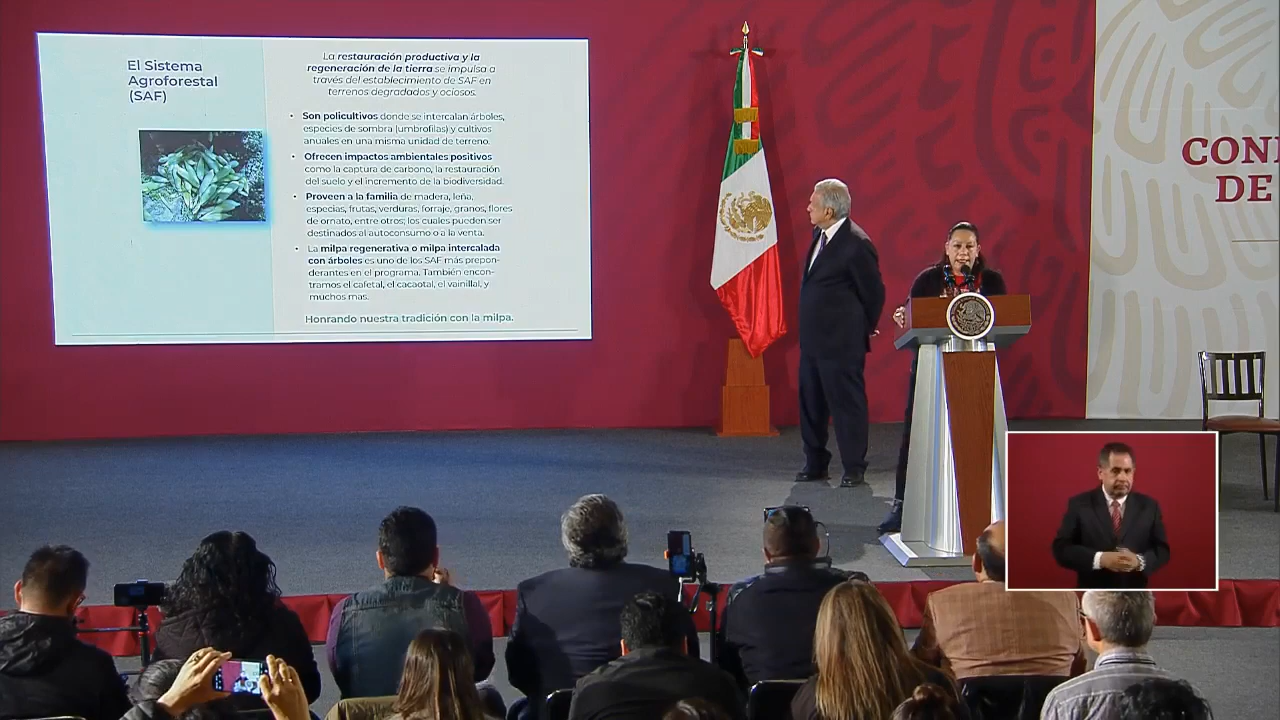 El Sistema
Agroforestal
(SAF)
La restauración productiva y la
regeneración de la tierra se impulsa a
través del establecimiento de SAF en
terrenos degradados y ociosos.
• Son policultivos donde se intercalan árboles,
especies de sombra (umbrofilas) y cultivos
anuales en una misma unidad de terreno.
• Ofrecen impactos ambientales positivos
como la captura de carbono, la restauración
del suelo y el incremento de la biodiversidad.
• Proveen a la familia de madera, leña,
especias, frutas, verduras, forraje, granos, flores
de ornato, entre otros; los cuales pueden ser
destinados al autoconsumo o a la venta.
• La milpa regenerativa o milpa intercalada
con árboles es uno de los SAF más prepon-
derantes en el programa. También encon-
tramos el cafetal, el cacaotal, el vainillal, y
muchos mas.
Honrando nuestra tradición con la milpa.
CON
DE